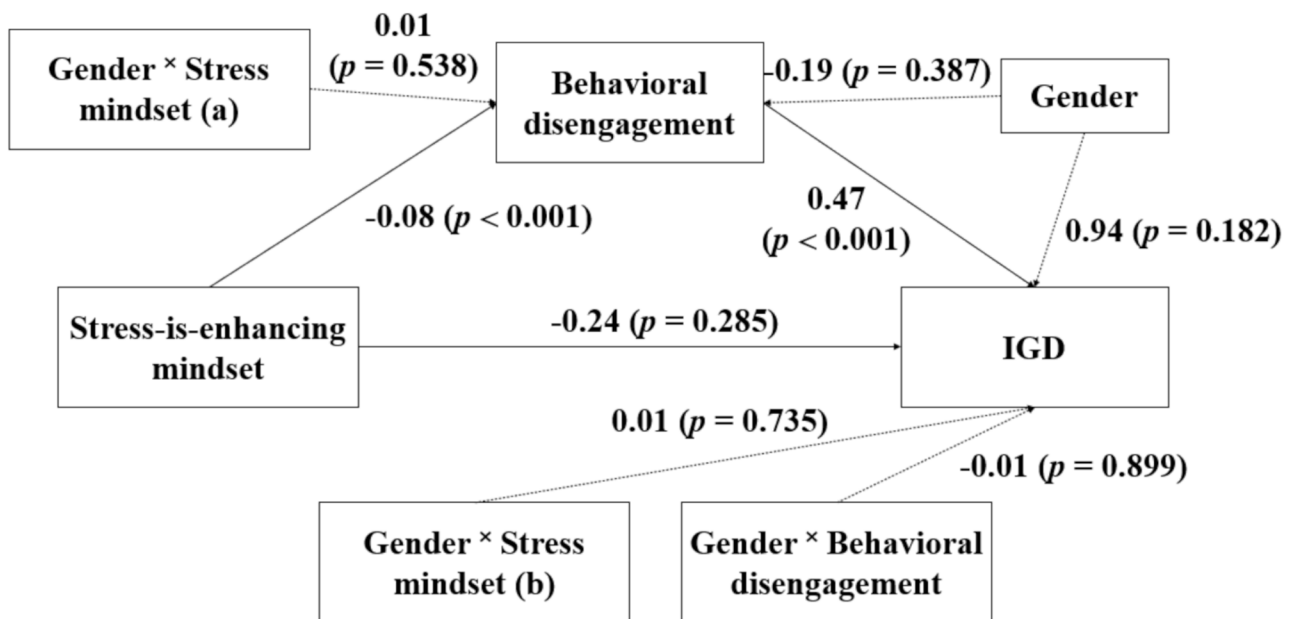 0.01
(p = 0.538)
Gender × Stress
mindset (a)
Behavioral
disengagement
-0.19 (p = 0.387)
Gender
-0.08 (p < 0.001)
0.47
(p < 0.001)
0.94 (p = 0.182)
Stress-is-enhancing
mindset
-0.24 (p = 0.285)
IGD
0.01 (p = 0.735)
-0.01 (p = 0.899)
Gender × Stress
mindset (b)
Gender × Behavioral
disengagement